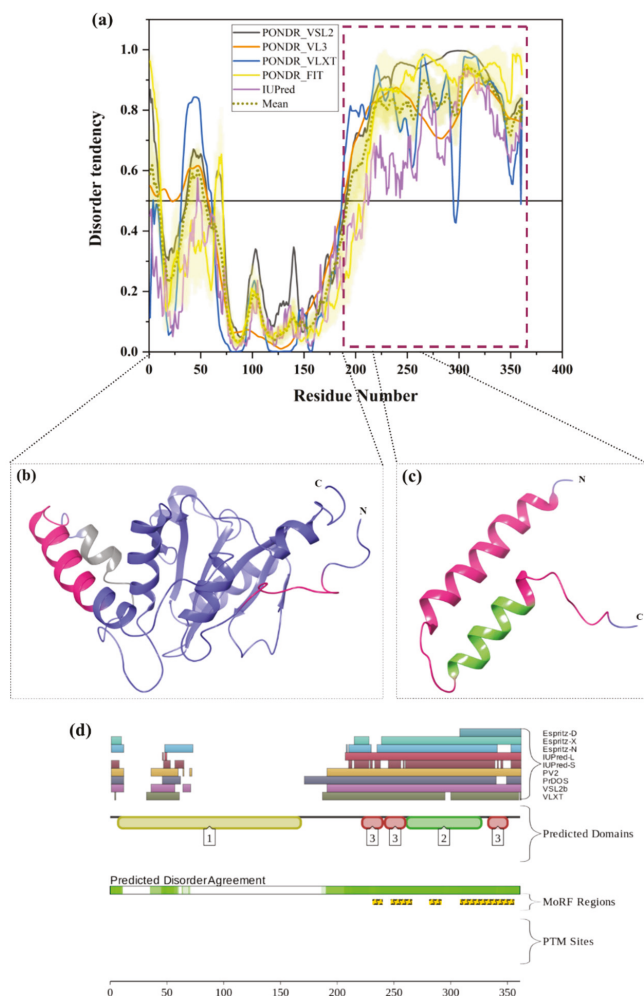 (a)
PONDR_VSL2
PONDR_VL3
PONDR_VLXT
PONDR_FIT
IUPred
Mean
Disorder tendency
1.0
0.8
0.6
0.4
0.2
0.0
0 50 100 150 200 250 300 350 400
Residue Number
(b)
C
N
(c)
N
C
(d)
Espritz-D
Espritz-X
Espritz-N
IUPred-L
IUPred-S
PV2
PrDOS
VSL2b
VLXT
1
3
3
2
3
Predicted Domains
Predicted Disorder Agreement
MoRF Regions
PTM Sites
0 50 100 150 200 250 300 350